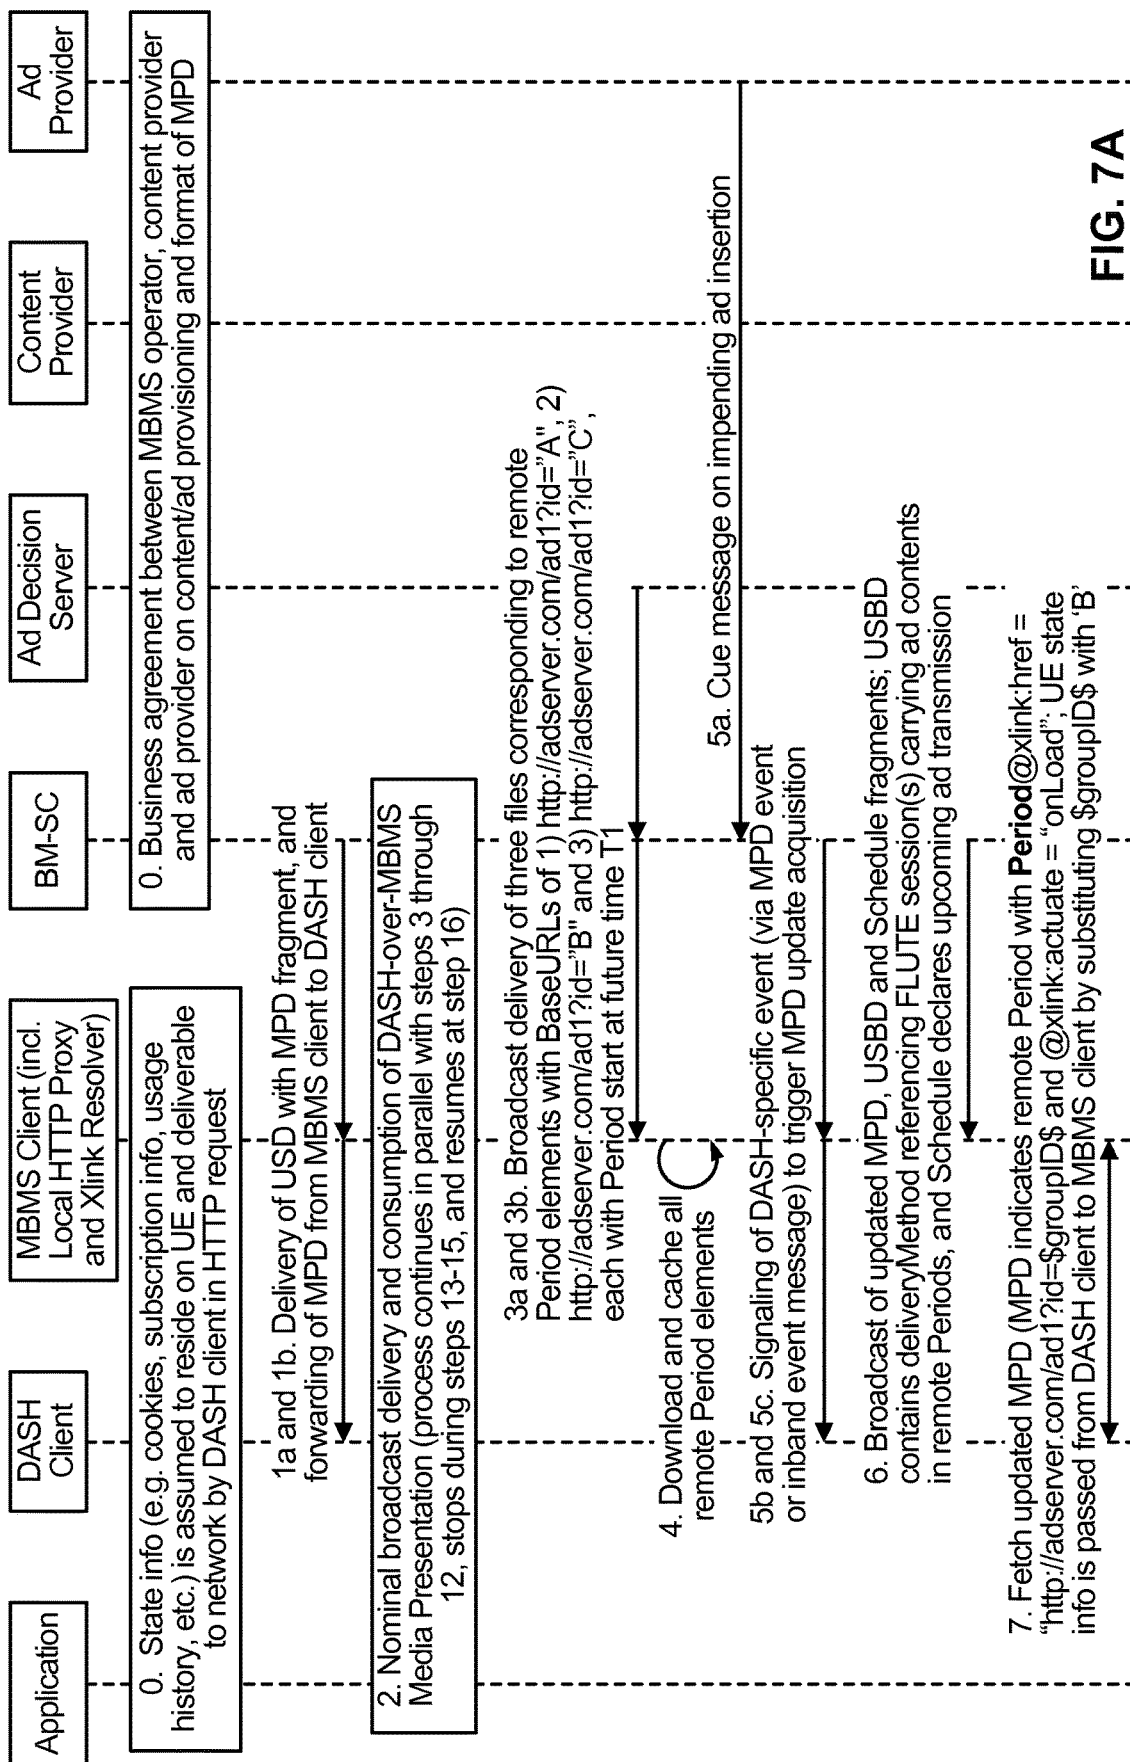 Application
DASH
Client
MBMS Client (incl.
Local HTTP Proxy
and Xlink Resolver)
BM-SC
Ad Decision
Server
Content
Provider
Ad
Provider
0. State info (e.g. cookies, subscription info, usage
history, etc.) is assumed to reside on UE and deliverable
to network by DASH client in HTTP request
0. Business agreement between MBMS operator, content provider
and ad provider on content/ad provisioning and format of MPD
1a and 1b. Delivery of USD with MPD fragment, and
forwarding of MPD from MBMS client to DASH client
2. Nominal broadcast delivery and consumption of DASH-over-MBMS
Media Presentation (process continues in parallel with steps 3 through
12, stops during steps 13-15, and resumes at step 16)
3a and 3b. Broadcast delivery of three files corresponding to remote
Period elements with BaseURLs of 1) http://adserver.com/ad1?id=”A", 2)
http://adserver.com/ad1?id=”B" and 3) http://adserver.com/ad1?id=”C”,
each with Period start at future time T1
4. Download and cache all
remote Period elements
5a. Cue message on impending ad insertion
5b and 5c. Signaling of DASH-specific event (via MPD event
or inband event message) to trigger MPD update acquisition
6. Broadcast of updated MPD, USBD and Schedule fragments; USBD
contains deliveryMethod referencing FLUTE session(s) carrying ad contents
in remote Periods, and Schedule declares upcoming ad transmission
7. Fetch updated MPD (MPD indicates remote Period with Period@xlink:href =
“http://adserver.com/ad1?id=$groupID$ and @xlink:actuate = “onLoad”; UE state
info is passed from DASH client to MBMS client by substituting $groupID$ with ‘B’
FIG. 7A